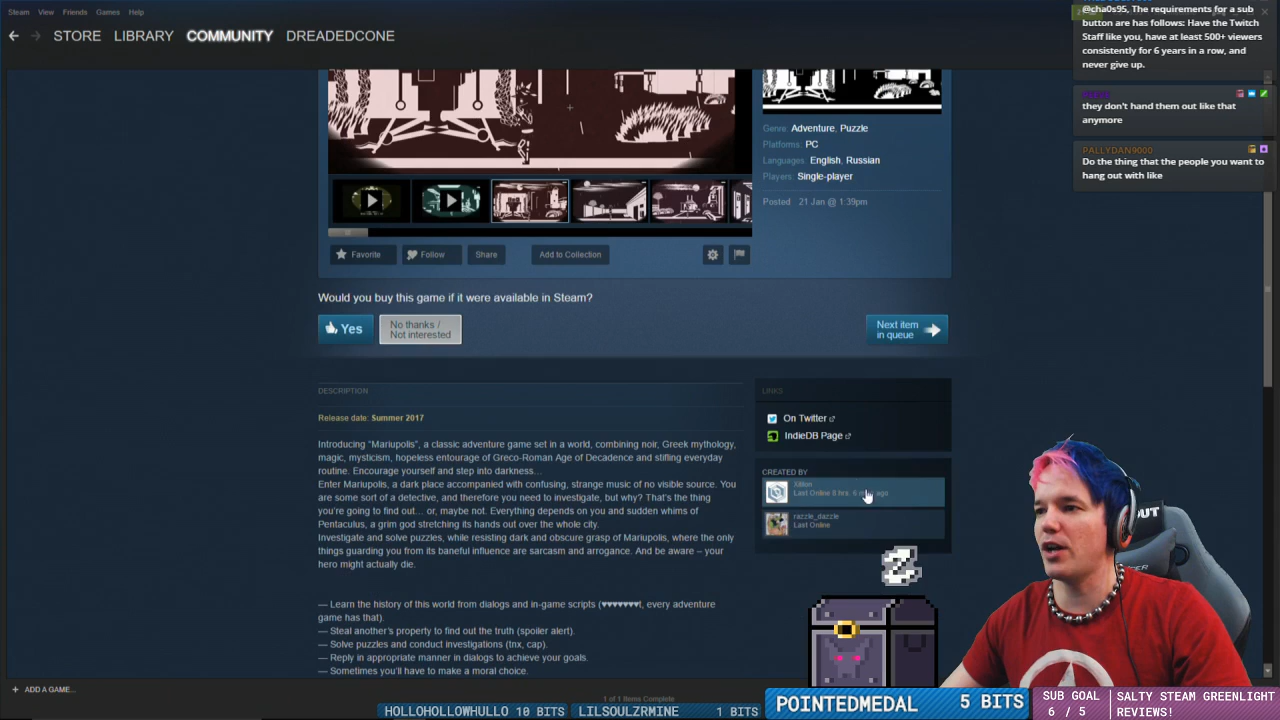 Steam View Friends Games Help
STORE LIBRARY COMMUNITY DREADEDCONE
@cha0s95, The requirements for a sub
button are has follows: Have the Twitch
Staff like you, have at least 500+ viewers
consistently for 6 years in a row, and
never give up.
they don't hand them out like that
anymore
PALLYDAN9000
Do the thing that the people you want to
hang out with like
Genre: Adventure, Puzzle
Platforms: PC
Languages: English, Russian
Players: Single-player
Posted 21 Jan @ 1:39pm
Favorite Follow Share Add to Collection
Would you buy this game if it were available in Steam?
Yes
No thanks /
Not interested
Next item
in queue
DESCRIPTION
Release date: Summer 2017
Introducing "Mariupolis", a classic adventure game set in a world, combining noir, Greek mythology,
magic, mysticism, hopeless entourage of Greco-Roman Age of Decadence and stifling everyday
routine. Encourage yourself and step into darkness...
Enter Mariupolis, a dark place accompanied with confusing, strange music of no visible source. You
are some sort of a detective, and therefore you need to investigate, but why? That's the thing
you're going to find out... or, maybe not. Everything depends on you and sudden whims of
Pentaculus, a grim god stretching its hands out over the whole city.
Investigate and solve puzzles, while resisting dark and obscure grasp of Mariupolis, where the only
things guarding you from its baneful influence are sarcasm and arrogance. And be aware – your
hero might actually die.
— Learn the history of this world from dialogs and in-game scripts (♥♥♥♥♥♥♥t, every adventure
game has that).
— Steal another's property to find out the truth (spoiler alert).
— Solve puzzles and conduct investigations (tnx, cap).
— Reply in appropriate manner in dialogs to achieve your goals.
— Sometimes you'll have to make a moral choice.
LINKS
On Twitter
IndieDB Page
CREATED BY
Last Online 8 hrs, 6 ago
razzle_dazzle
Last Online
OUT
+ ADD A GAME...
1 of 1 Items Complete
HOLLOHOLLOWHULLO 10 BITS LILSOULZRMINE 1 BITS
POINTEDMEDAL 5 BITS
SUB GOAL
6 / 5
SALTY STEAM GREENLIGHT
REVIEWS!